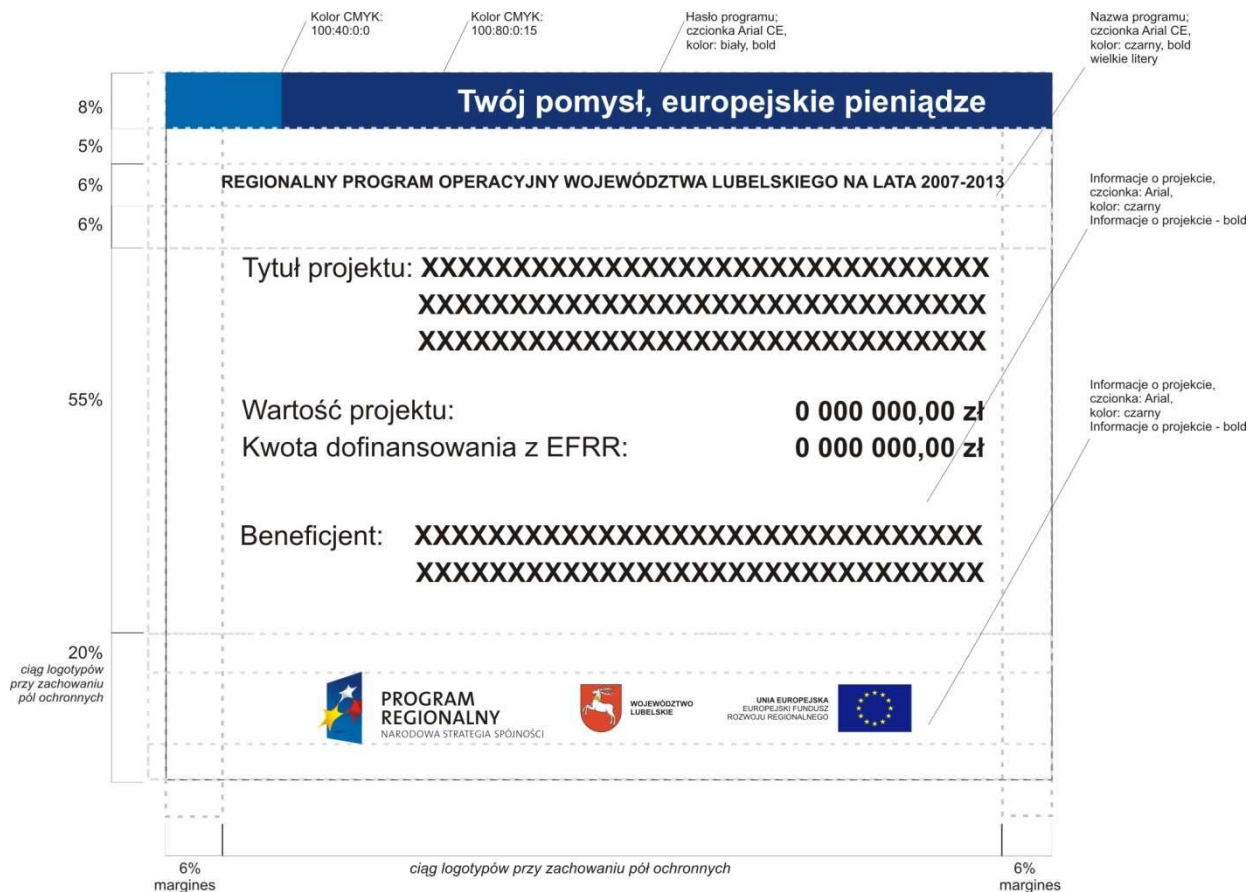 Kolor CMYK:
100:40:0:0
Kolor CMYK:
100:80:0:15
Hasło programu;
czcionka Arial CE,
kolor: biały, bold
Nazwa programu;
czcionka Arial CE,
kolor: czarny, bold
wielkie litery
8%
Twój pomysł, europejskie pieniądze
5%
6%
REGIONALNY PROGRAM OPERACYJNY WOJEWÓDZTWA LUBELSKIEGO NA LATA 2007-2013
6%
Informacje o projekcie,
czcionka: Arial,
kolor: czarny
Informacje o projekcie - bold
Tytuł projektu: XXXXXXXXXXXXXXXXXXXXXXXXXXXXXXX
XXXXXXXXXXXXXXXXXXXXXXXXXXXXXXX
XXXXXXXXXXXXXXXXXXXXXXXXXXXXXXX
55%
Wartość projektu: 0 000 000,00 zł
Kwota dofinansowania z EFRR: 0 000 000,00 zł
Informacje o projekcie,
czcionka: Arial,
kolor: czarny
Informacje o projekcie - bold
Beneficjent: XXXXXXXXXXXXXXXXXXXXXXXXXXXXXXX
XXXXXXXXXXXXXXXXXXXXXXXXXXXXXXX
20%
ciąg logotypów
przy zachowaniu
pól ochronnych
PROGRAM
REGIONALNY
NARODOWA STRATEGIA SPÓJNOŚCI
WOJEWÓDZTWO
LUBELSKIE
UNIA EUROPEJSKA
EUROPEJSKI FUNDUSZ
ROZWOJU REGIONALNEGO
6%
margines
ciąg logotypów przy zachowaniu pól ochronnych
6%
margines